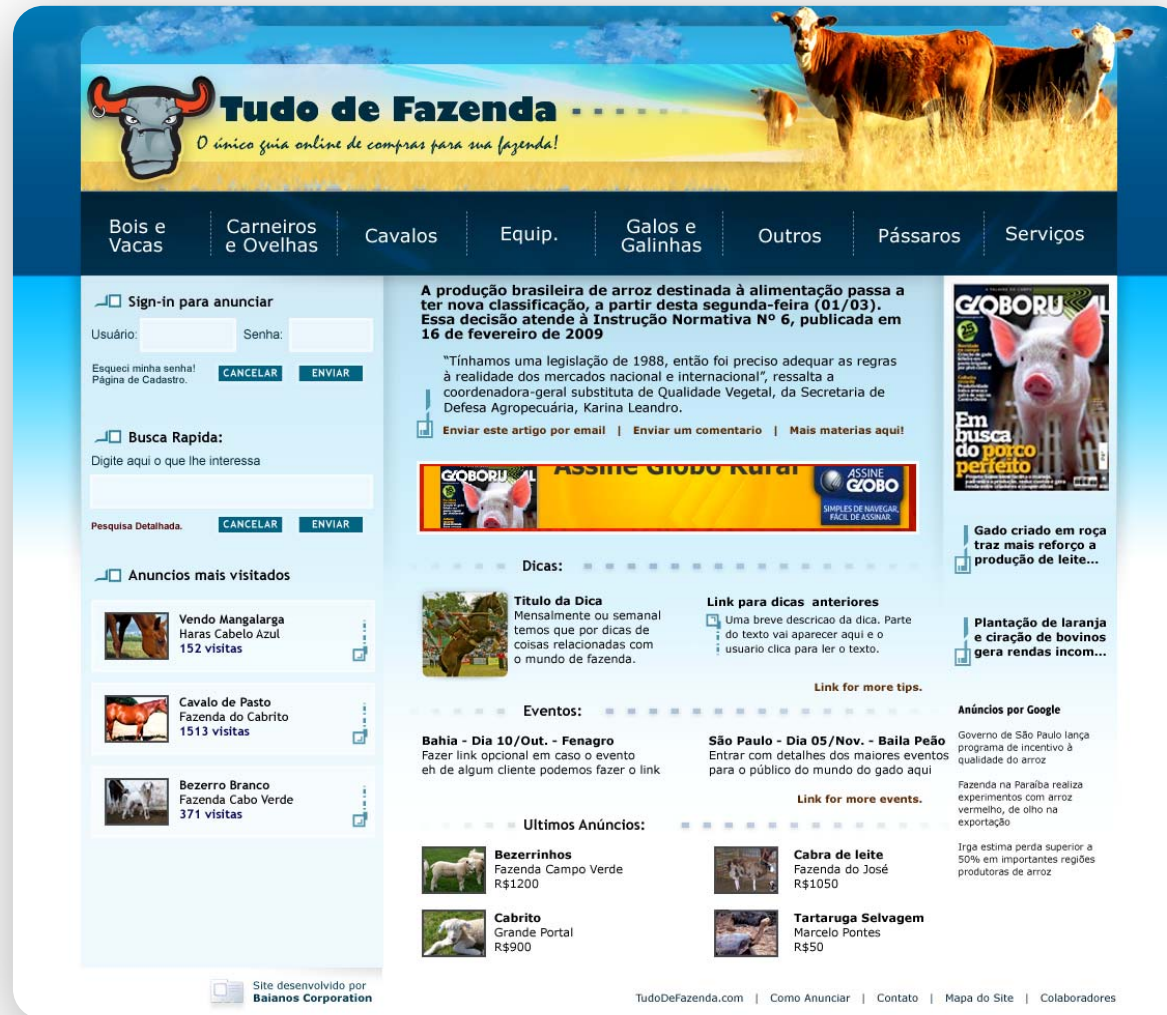 Tudo de Fazenda
O único guia online de compras para sua fazenda!
Bois e
Vacas
Carneiros
e Ovelhas
Cavalos
Equip.
Galos e
Galinhas
Outros
Pássaros
Serviços
Sign-in para anunciar
Usuário:
Senha:
Esqueci minha senha!
Página de Cadastro.
CANCELAR
ENVIAR
Busca Rapida:
Digite aqui o que lhe interessa
Pesquisa Detalhada.
CANCELAR
ENVIAR
Anuncios mais visitados
Vendo Mangalarga
Haras Cabelo Azul
152 visitas
Cavalo de Pasto
Fazenda do Cabrito
1513 visitas
Bezerro Branco
Fazenda Cabo Verde
371 visitas
A produção brasileira de arroz destinada à alimentação passa a
ter nova classificação, a partir desta segunda-feira (01/03).
Essa decisão atende à Instrução Normativa Nº 6, publicada em
16 de fevereiro de 2009
“Tínhamos uma legislação de 1988, então foi preciso adequar as regras
à realidade dos mercados nacional e internacional”, ressalta a
coordenadora-geral substituta de Qualidade Vegetal, da Secretaria de
Defesa Agropecuária, Karina Leandro.
Enviar este artigo por email | Enviar um comentario | Mais materias aqui!
GLOBORURAL
Assine Globo Rural
ASSINE
GLOBO
SIMPLES DE NAVEGAR,
FÁCIL DE ASSINAR.
Dicas:
Titulo da Dica
Mensalmente ou semanal
temos que por dicas de
coisas relacionadas com
o mundo de fazenda.
Link para dicas anteriores
Uma breve descricao da dica. Parte
do texto vai aparecer aqui e o
usuario clica para ler o texto.
Link for more tips.
Eventos:
Bahia - Dia 10/Out. - Fenagro
Fazer link opcional em caso o evento
eh de algum cliente podemos fazer o link
São Paulo - Dia 05/Nov. - Baila Peão
Entrar com detalhes dos maiores eventos
para o público do mundo do gado aqui
Link for more events.
Ultimos Anúncios:
Bezerrinhos
Fazenda Campo Verde
R$1200
Cabra de leite
Fazenda do José
R$1050
Cabrito
Grande Portal
R$900
Tartaruga Selvagem
Marcelo Pontes
R$50
GLOBORURAL
25
Em
busca
do porco
perfeito
Gado criado em roça
traz mais reforço a
produção de leite...
Plantação de laranja
e ciração de bovinos
gera rendas incom...
Anúncios por Google
Governo de São Paulo lança
programa de incentivo à
qualidade do arroz
Fazenda na Paraíba realiza
experimentos com arroz
vermelho, de olho na
exportação
Irga estima perda superior a
50% em importantes regiões
produtoras de arroz
Site desenvolvido por
Baianos Corporation
TudoDeFazenda.com | Como Anunciar | Contato | Mapa do Site | Colaboradores